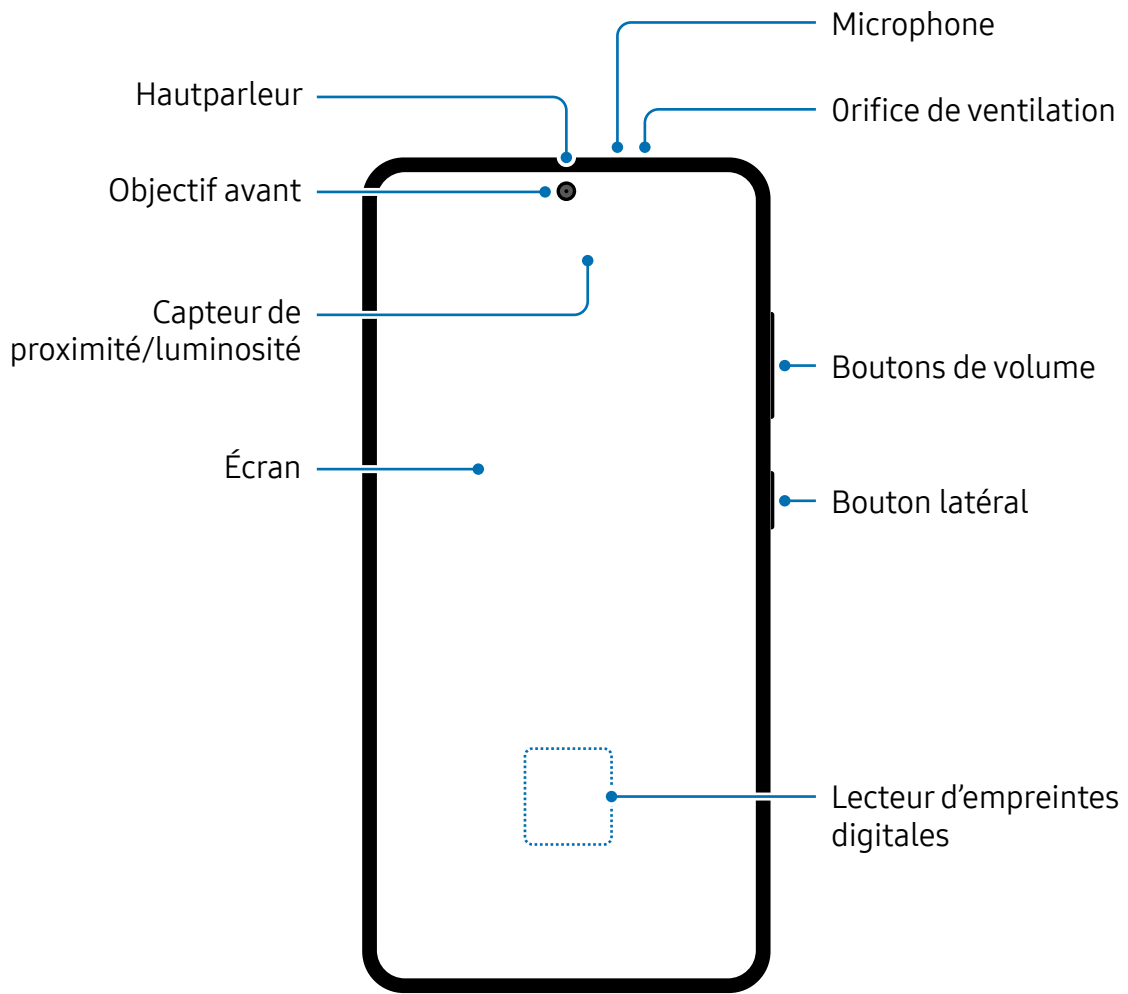 Microphone
Hautparleur
Orifice de ventilation
Objectif avant
Capteur de
proximité/luminosité
Boutons de volume
Écran
Bouton latéral
Lecteur d’empreintes
digitales